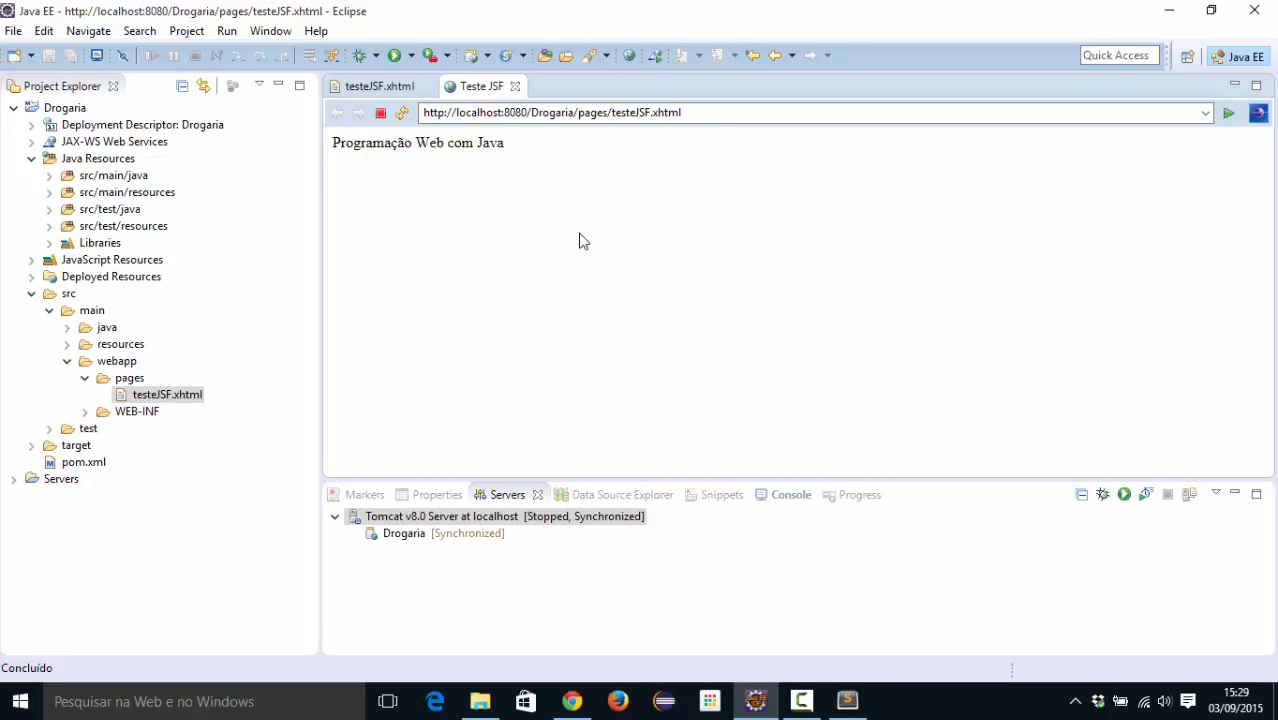 Java EE - http://localhost:8080/Drogaria/pages/testeJSF.xhtml - Eclipse
File Edit Navigate Search Project Run Window Help
Quick Access
Java EE
Project Explorer
testeJSF.xhtml
Teste JSF
http://localhost:8080/Drogaria/pages/testeJSF.xhtml
Programação Web com Java
Drogaria
Deployment Descriptor: Drogaria
JAX-WS Web Services
Java Resources
src/main/java
src/main/resources
src/test/java
src/test/resources
Libraries
JavaScript Resources
Deployed Resources
src
main
java
resources
webapp
pages
testeJSF.xhtml
WEB-INF
test
target
pom.xml
Servers
Markers Properties Servers Data Source Explorer Snippets Console Progress
Tomcat v8.0 Server at localhost [Stopped, Synchronized]
Drogaria [Synchronized]
Concluído
Pesquisar na Web e no Windows
15:29
03/09/2015